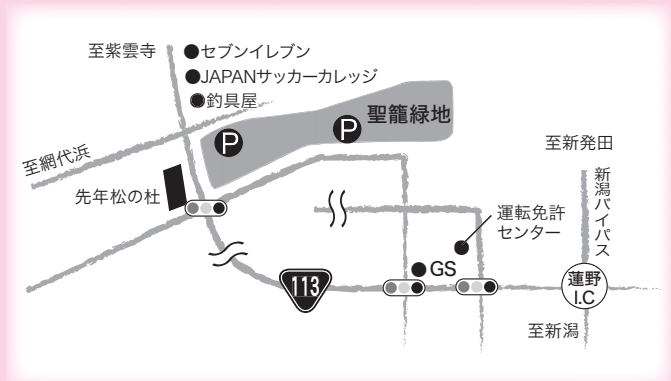 至紫雲寺
●セブンイレブン
●JAPANサッカーカレッジ
●釣具屋
P
P
聖籠緑地
至網代浜
先年松の杜
至新発田
新潟バイパス
運転免許
センター
GS
113
蓮野
I.C
至新潟